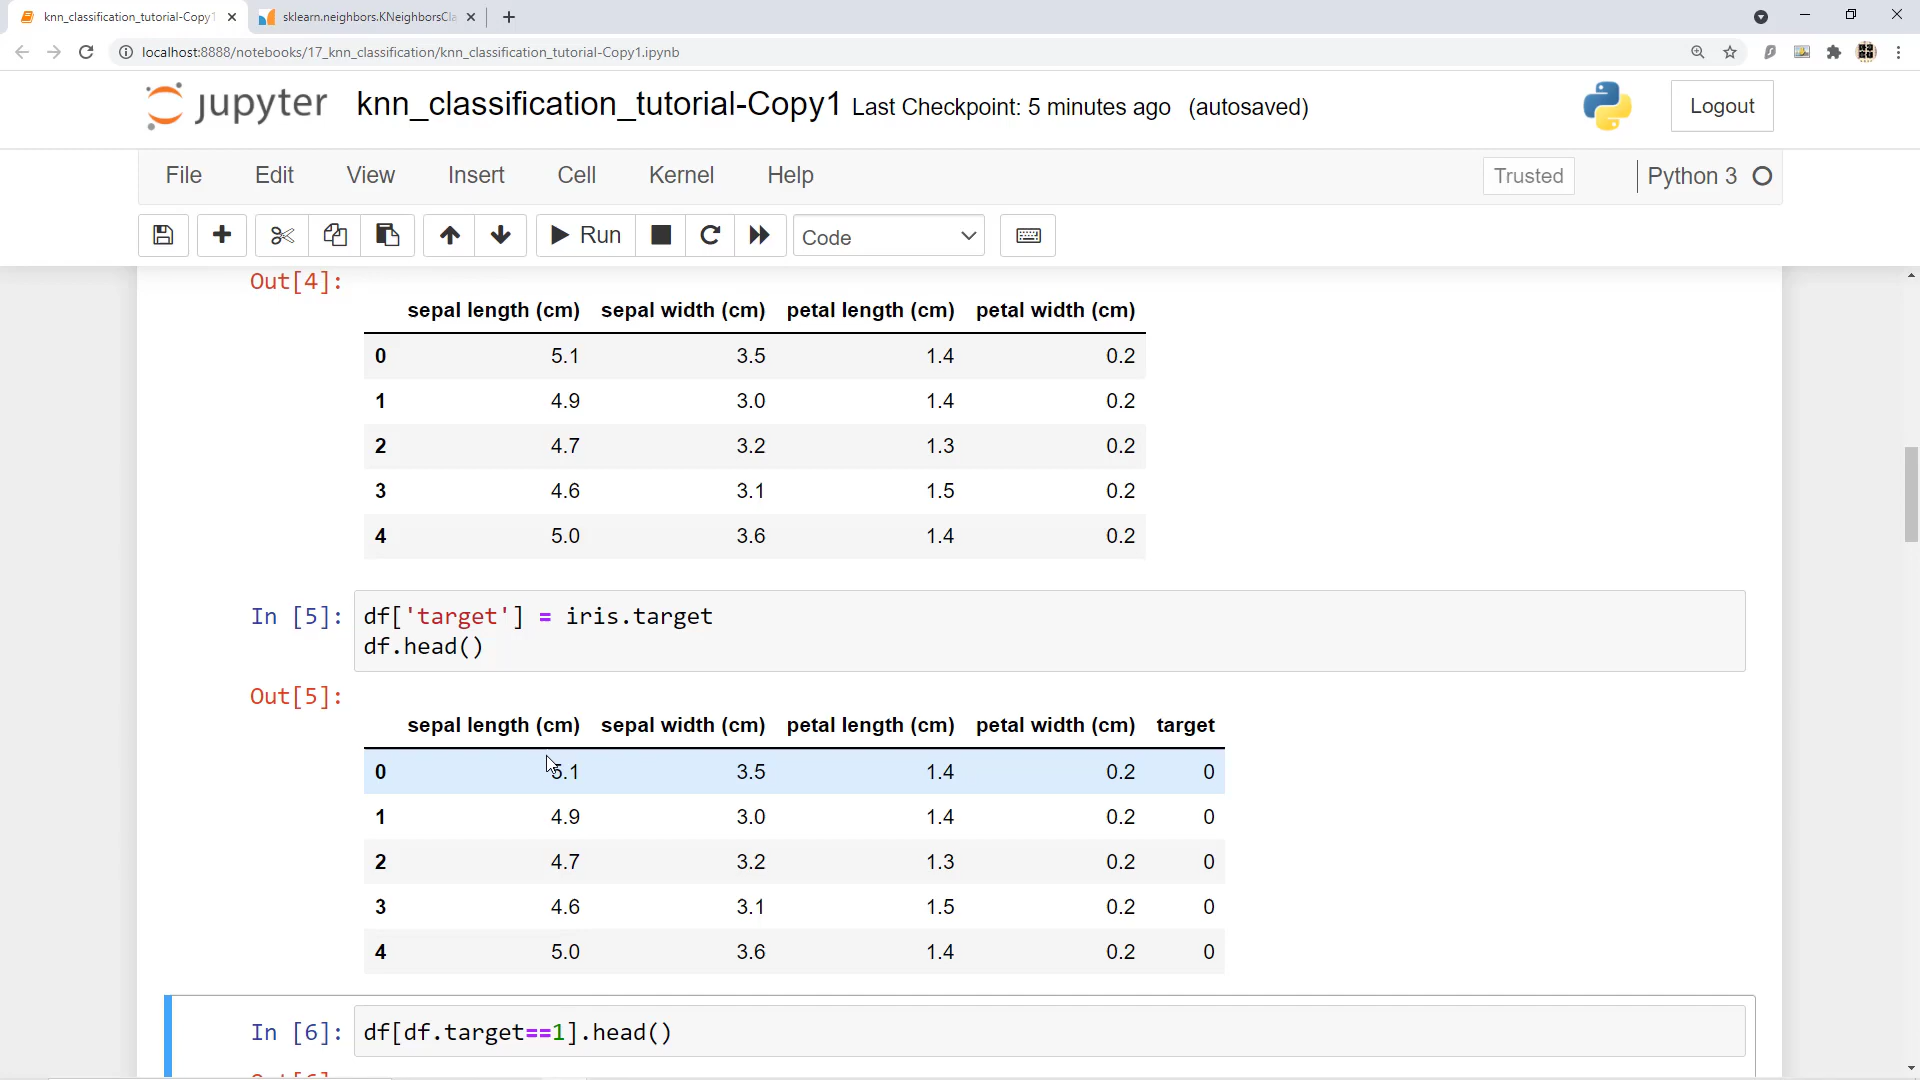 knn_classification_tutorial-Copy1
sklearn.neighbors.KNeighborsCla
localhost:8888/notebooks/17_knn_classification/knn_classification_tutorial-Copy1.ipynb
jupyter knn_classification_tutorial-Copy1 Last Checkpoint: 5 minutes ago (autosaved) Logout
File Edit View Insert Cell Kernel Help Trusted Python 3
Run Code
Out[4]:
sepal length (cm) sepal width (cm) petal length (cm) petal width (cm)
0 5.1 3.5 1.4 0.2
1 4.9 3.0 1.4 0.2
2 4.7 3.2 1.3 0.2
3 4.6 3.1 1.5 0.2
4 5.0 3.6 1.4 0.2
In [5]: df['target'] = iris.target
df.head()
Out[5]:
sepal length (cm) sepal width (cm) petal length (cm) petal width (cm) target
0 5.1 3.5 1.4 0.2 0
1 4.9 3.0 1.4 0.2 0
2 4.7 3.2 1.3 0.2 0
3 4.6 3.1 1.5 0.2 0
4 5.0 3.6 1.4 0.2 0
In [6]: df[df.target==1].head()